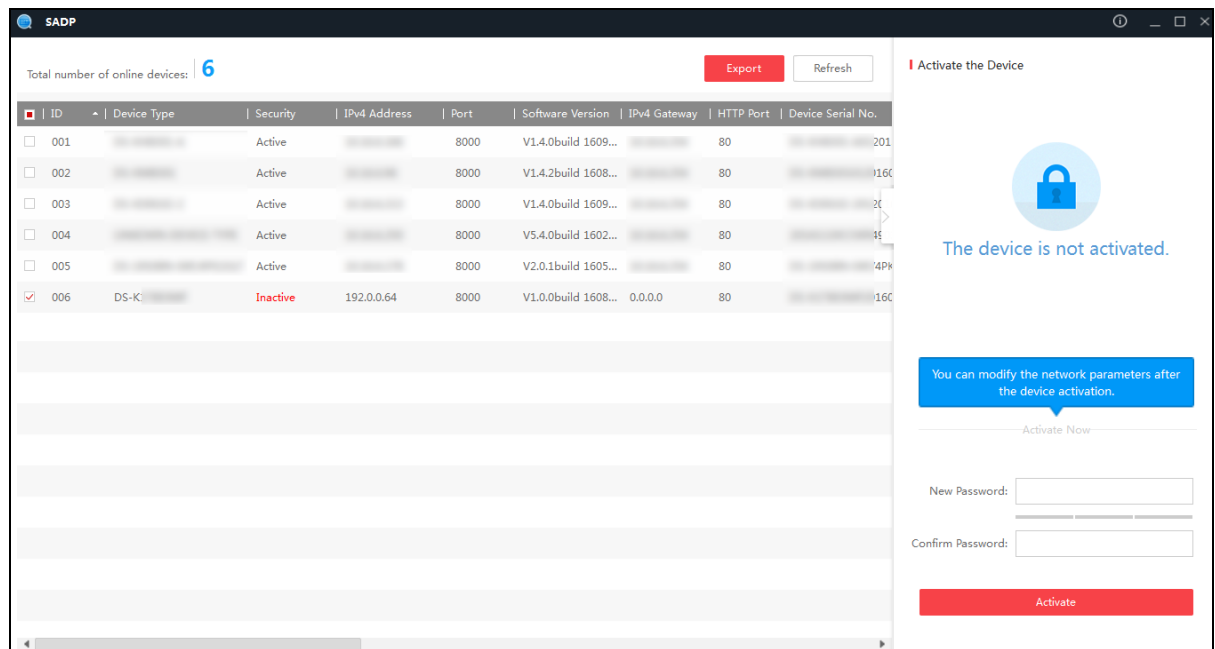 SADP
Total number of online devices: 6
Export
Refresh
ID | Device Type | Security | IPv4 Address | Port | Software Version | IPv4 Gateway | HTTP Port | Device Serial No.
001 Active 8000 V1.4.0build 1609... 80 201
002 Active 8000 V1.4.2build 1608... 80 160
003 Active 8000 V1.4.0build 1609... 80
004 Active 8000 V5.4.0build 1602... 80
005 Active 8000 V2.0.1build 1605... 80 4PK
006 DS-K Inactive 192.0.0.64 8000 V1.0.0build 1608... 0.0.0.0 80 160
Activate the Device
The device is not activated.
You can modify the network parameters after
the device activation.
Activate Now
New Password:
Confirm Password:
Activate